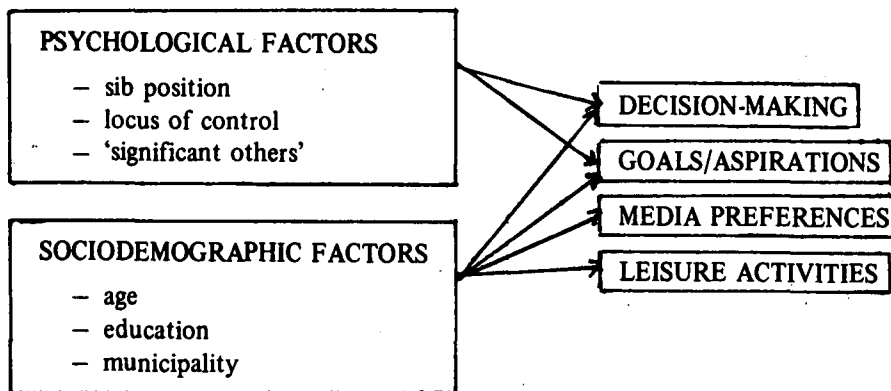 PSYCHOLOGICAL FACTORS
– sib position
– locus of control
– ‘significant others’
SOCIODEMOGRAPHIC FACTORS
– age
– education
– municipality
DECISION-MAKING
GOALS/ASPIRATIONS
MEDIA PREFERENCES
LEISURE ACTIVITIES